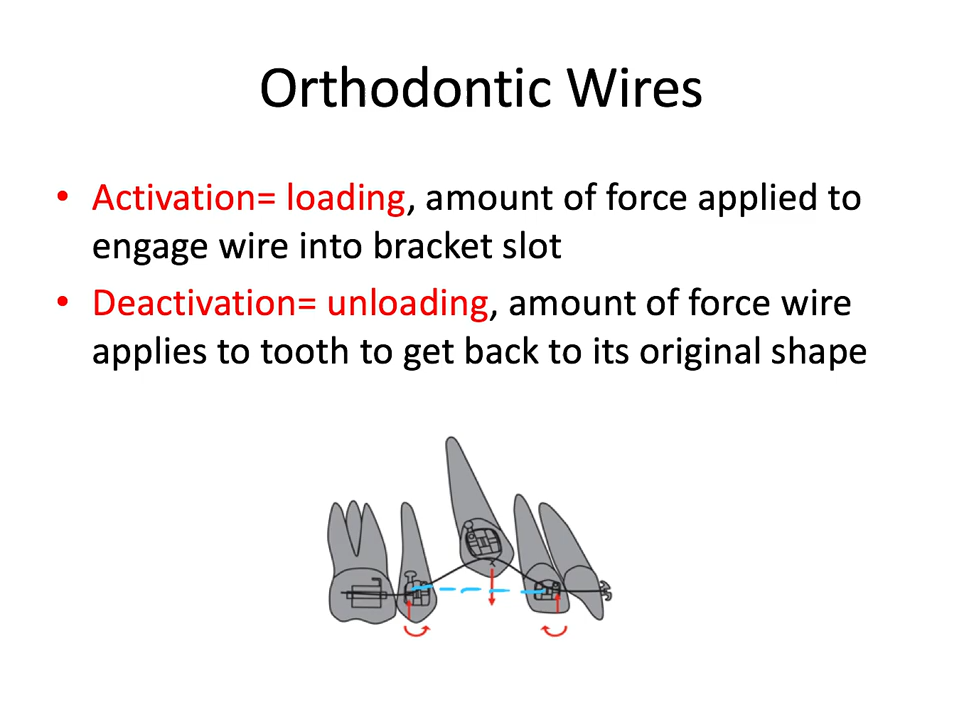 Orthodontic Wires
• Activation= loading, amount of force applied to
engage wire into bracket slot
• Deactivation= unloading, amount of force wire
applies to tooth to get back to its original shape